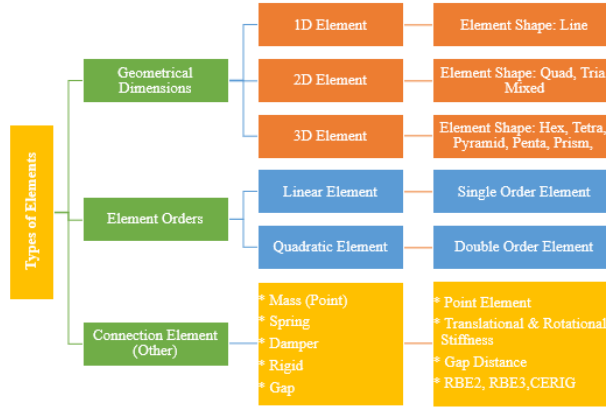 Types of Elements
Geometrical
Dimensions
1D Element
Element Shape: Line
2D Element
Element Shape: Quad, Tria
Mixed
3D Element
Element Shape: Hex, Tetra,
Pyramid, Penta, Prism,
Element Orders
Linear Element
Single Order Element
Quadratic Element
Double Order Element
Connection Element
(Other)
* Mass (Point)
* Spring
* Damper
* Rigid
* Gap
* Point Element
* Translational & Rotational
Stiffness
* Gap Distance
* RBE2, RBE3,CERIG